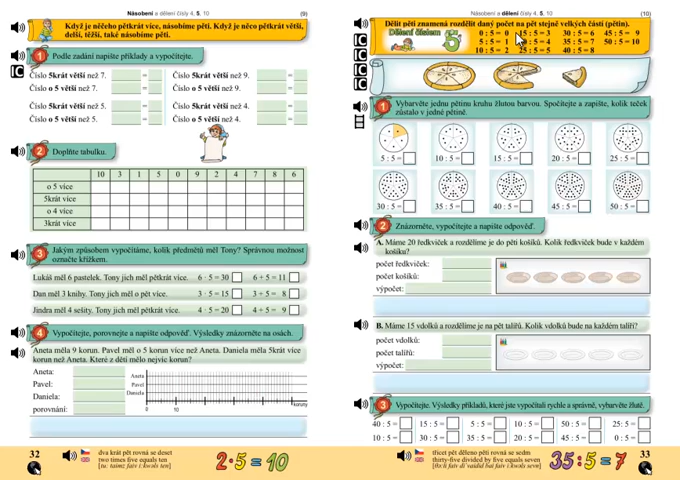 Násobení a dělení čísly 4, 5, 10
(9)
Když je něčeho pětkrát více, násobíme pěti. Když je něco pětkrát větší,
delší, těžší, také násobíme pěti.
1 Podle zadání napište příklady a vypočítejte.
Číslo 5krát větší než 7. = Číslo 5krát větší než 9. =
Číslo o 5 větší než 7. = Číslo o 5 větší než 9. =
Číslo 5krát větší než 5. = Číslo 5krát větší než 4. =
Číslo o 5 větší než 5. = Číslo o 5 větší než 4. =
2 Doplňte tabulku.
10 3 1 5 0 9 2 4 7 8 6
o 5 více
5krát více
o 4 více
3krát více
3 Jakým způsobem vypočítáme, kolik předmětů měl Tony? Správnou možnost
označte křížkem.
Lukáš měl 6 pastelek. Tony jich měl pětkrát více. 6 · 5 = 30 6 + 5 = 11
Dan měl 3 knihy. Tony jich měl o pět více. 3 · 5 = 15 3 + 5 = 8
Jindra měl 4 sešity. Tony jich měl pětkrát více. 4 · 5 = 20 4 + 5 = 9
4 Vypočítejte, porovnejte a napište odpověď. Výsledky znázorněte na osách.
Aneta měla 9 korun. Pavel měl o 5 korun více než Aneta. Daniela měla 5krát více
korun než Aneta. Které z dětí mělo nejvíc korun?
Aneta:
Pavel:
Daniela:
porovnání:
Aneta
Pavel
Daniela
0 10 koruny
32
dva krát pět rovná se deset
two times five equals ten
2·5=10
Násobení a dělení čísly 4, 5, 10
(10)
Dělit pěti znamená rozdělit daný počet na pět stejně velkých částí (pětin).
Dělení číslem 5
0 : 5 = 0 15 : 5 = 3 30 : 5 = 6 45 : 5 = 9
5 : 5 = 1 : 5 = 4 35 : 5 = 7 50 : 5 = 10
10 : 5 = 2 25 : 5 = 5 40 : 5 = 8
1 Vybarvěte jednu pětinu kruhu žlutou barvou. Spočítejte a zapište, kolik teček
zůstalo v jedné pětině.
5 : 5 = 10 : 5 = 15 : 5 = 20 : 5 = 25 : 5 =
30 : 5 = 35 : 5 = 40 : 5 = 45 : 5 = 50 : 5 =
2 Znázorněte, vypočítejte a napište odpověď.
A. Máme 20 ředkviček a rozdělíme je do pěti košíků. Kolik ředkviček bude v každém
košíku?
počet ředkviček:
počet košíků:
výpočet:
B. Máme 15 vdolků a rozdělíme je na pět talířů. Kolik vdolků bude na každém talíři?
počet vdolků:
počet talířů:
výpočet:
3 Vypočítejte. Výsledky příkladů, které jste vypočítali rychle a správně, vybarvěte žlutě.
40 : 5 = 15 : 5 = 5 : 5 = 10 : 5 = 50 : 5 = 25 : 5 =
10 : 5 = 30 : 5 = 35 : 5 = 20 : 5 = 45 : 5 = 0 : 5 =
třicet pět děleno pěti rovná se sedm
thirty-five divided by five equals seven
35:5=7
33